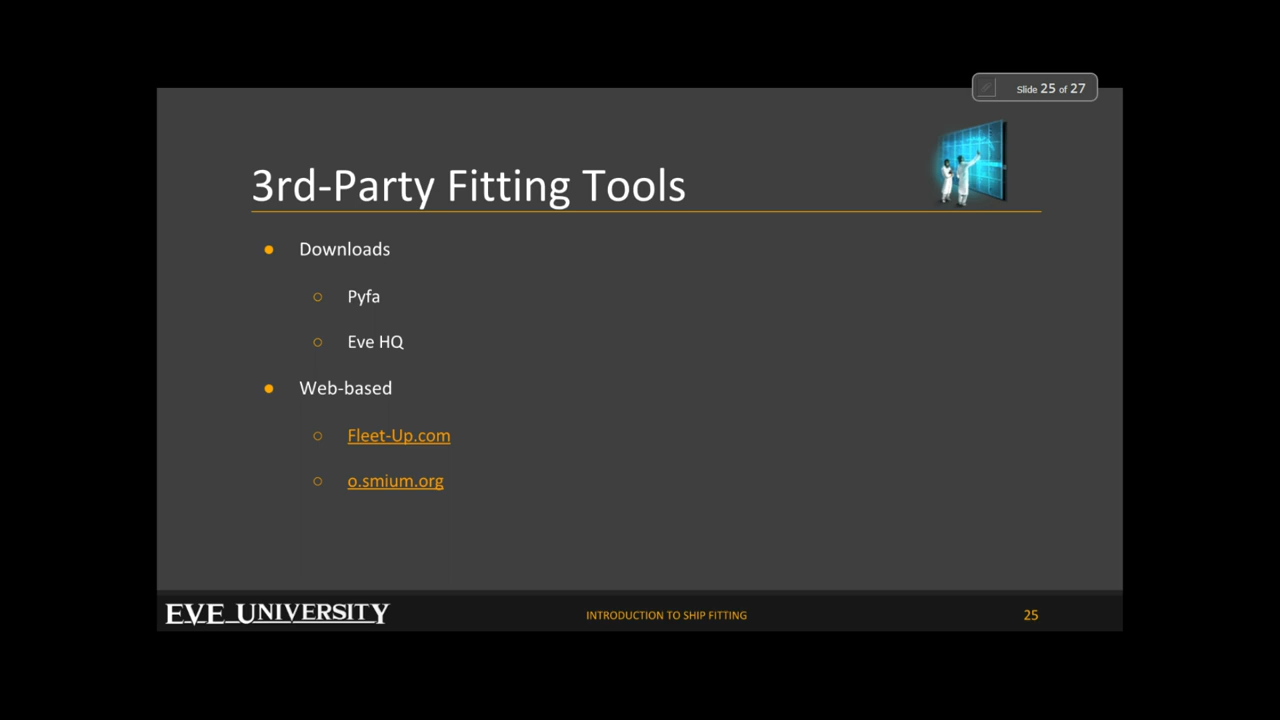 Slide 25 of 27
3rd-Party Fitting Tools
Downloads
Pyfa
Eve HQ
Web-based
Fleet-Up.com
o.smium.org
EVE UNIVERSITY
INTRODUCTION TO SHIP FITTING
25